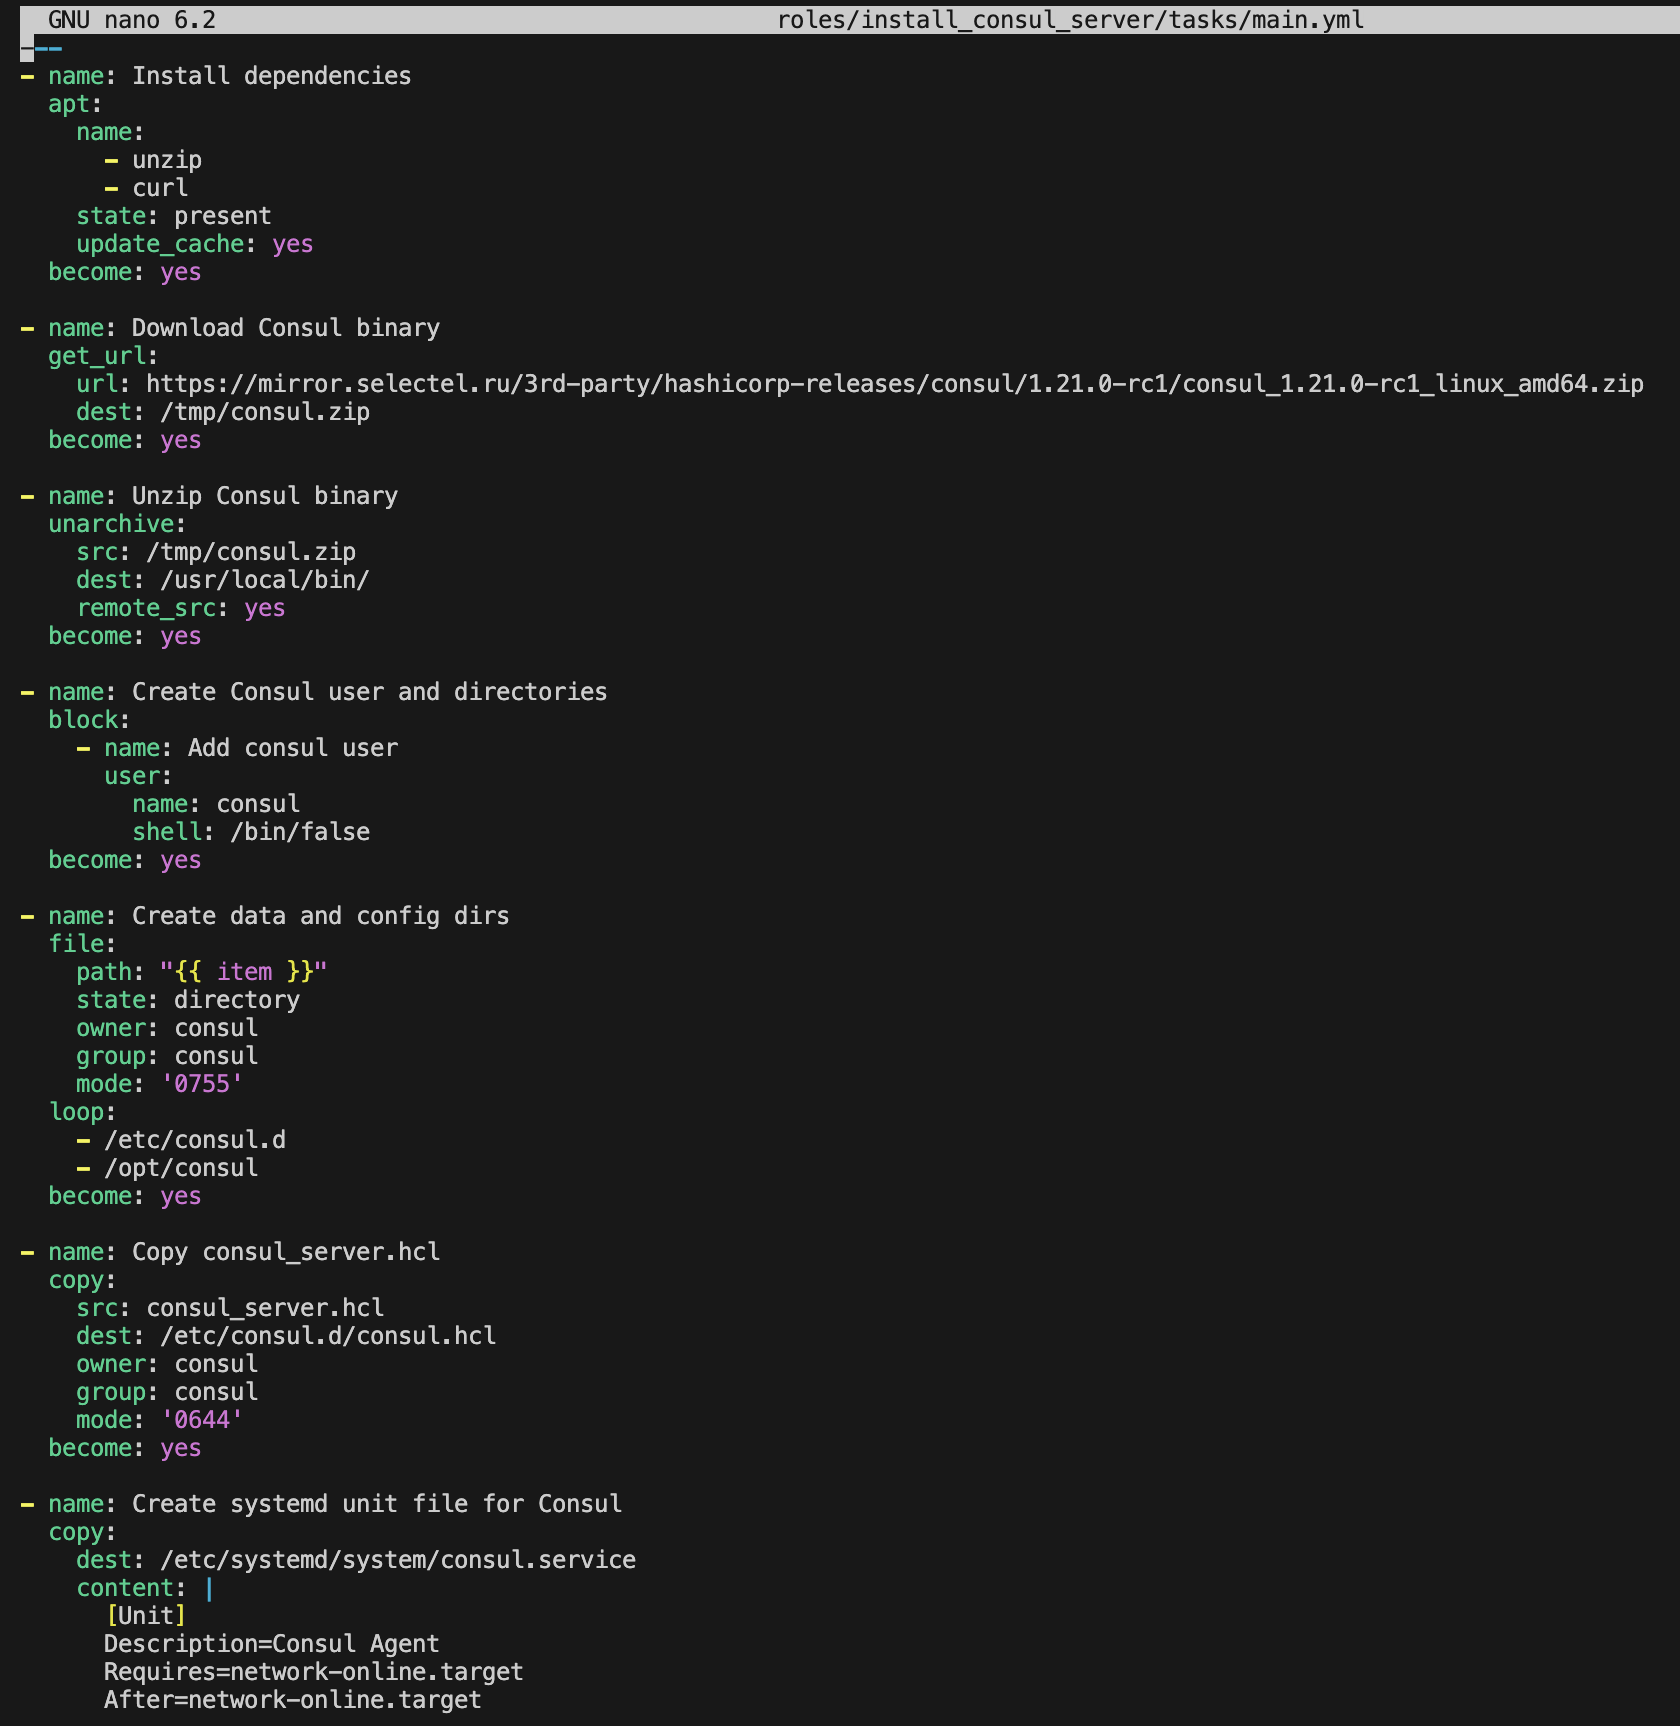 GNU nano 6.2 roles/install_consul_server/tasks/main.yml
---
- name: Install dependencies
  apt:
    name:
      - unzip
      - curl
    state: present
    update_cache: yes
  become: yes

- name: Download Consul binary
  get_url:
    url: https://mirror.selectel.ru/3rd-party/hashicorp-releases/consul/1.21.0-rc1/consul_1.21.0-rc1_linux_amd64.zip
    dest: /tmp/consul.zip
  become: yes

- name: Unzip Consul binary
  unarchive:
    src: /tmp/consul.zip
    dest: /usr/local/bin/
    remote_src: yes
  become: yes

- name: Create Consul user and directories
  block:
    - name: Add consul user
      user:
        name: consul
        shell: /bin/false
  become: yes

- name: Create data and config dirs
  file:
    path: "{{ item }}"
    state: directory
    owner: consul
    group: consul
    mode: '0755'
  loop:
    - /etc/consul.d
    - /opt/consul
  become: yes

- name: Copy consul_server.hcl
  copy:
    src: consul_server.hcl
    dest: /etc/consul.d/consul.hcl
    owner: consul
    group: consul
    mode: '0644'
  become: yes

- name: Create systemd unit file for Consul
  copy:
    dest: /etc/systemd/system/consul.service
    content: |
      [Unit]
      Description=Consul Agent
      Requires=network-online.target
      After=network-online.target